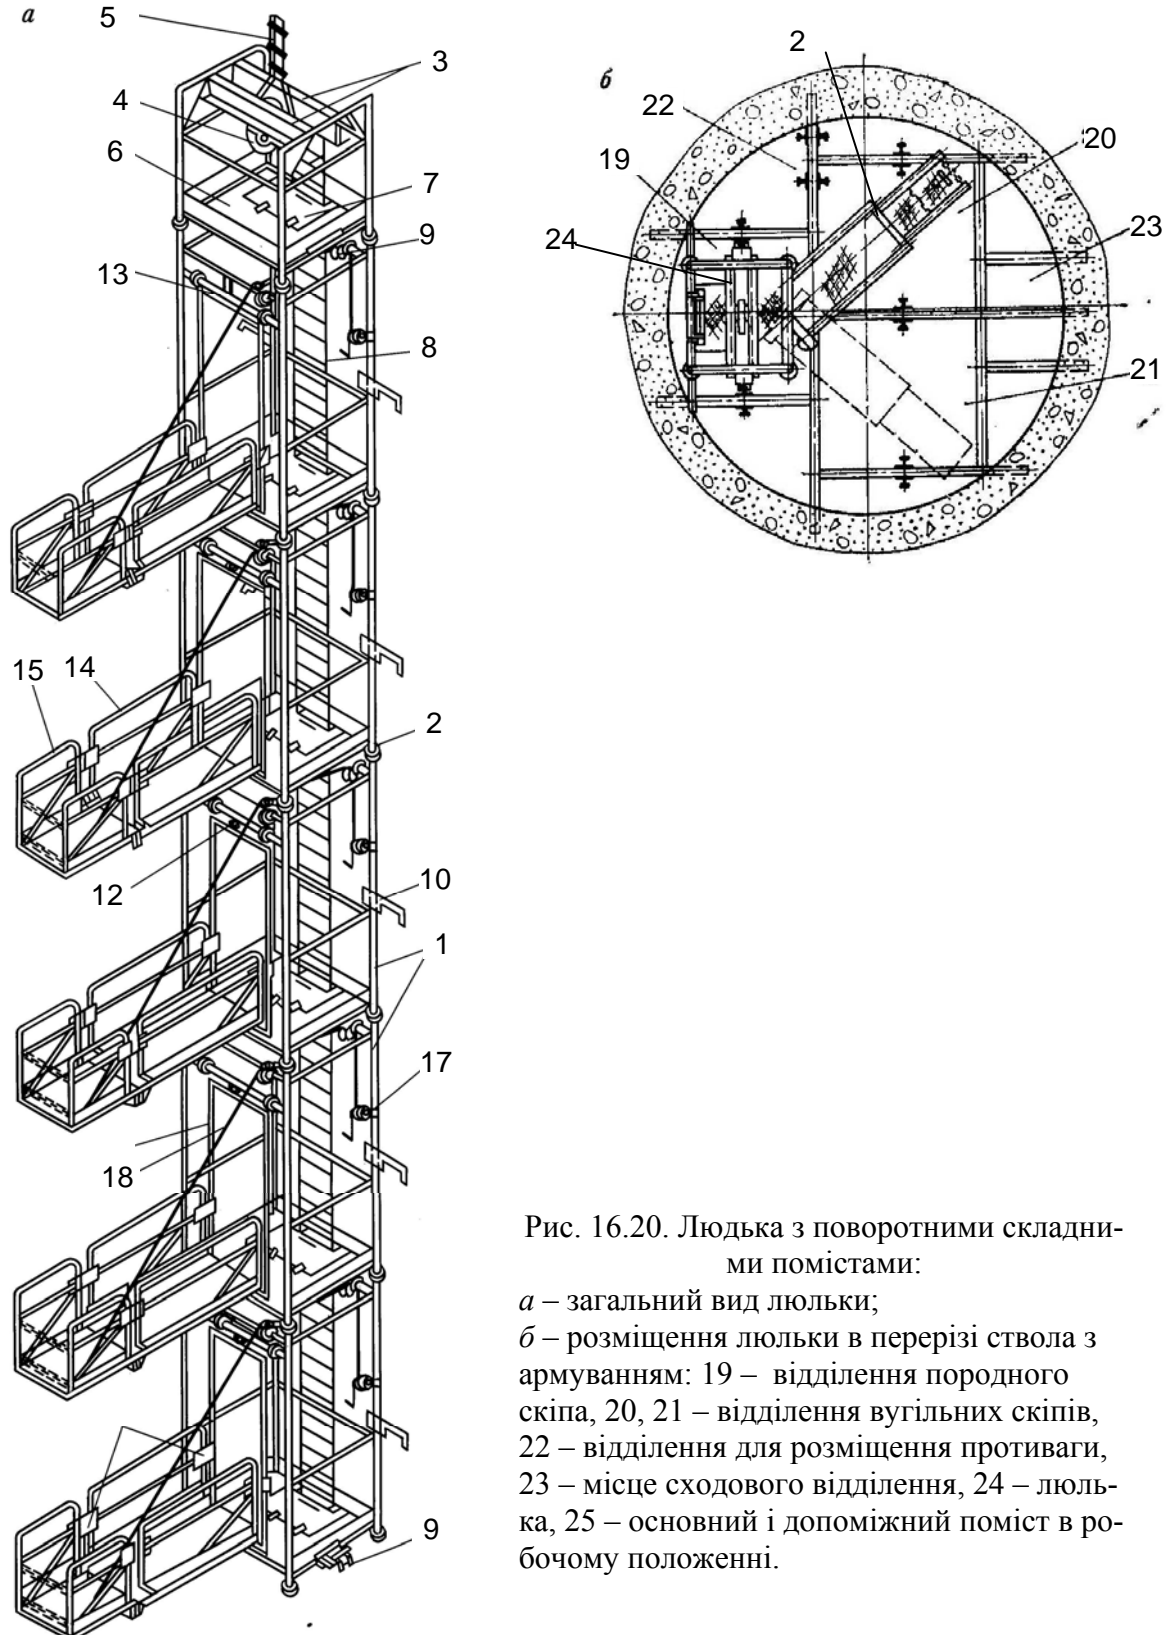 а
5
3
4
6
7
9
13
8
15
14
2
12
10
1
17
18
9
б
2
22
20
19
24
23
21
Рис. 16.20. Людька з поворотними складни-
ми помістами:
а – загальний вид люльки;
б – розміщення люльки в перерізі ствола з
армуванням: 19 – відділення породного
скіпа, 20, 21 – відділення вугільних скіпів,
22 – відділення для розміщення противаги,
23 – місце сходового відділення, 24 – люль-
ка, 25 – основний і допоміжний поміст в ро-
бочому положенні.